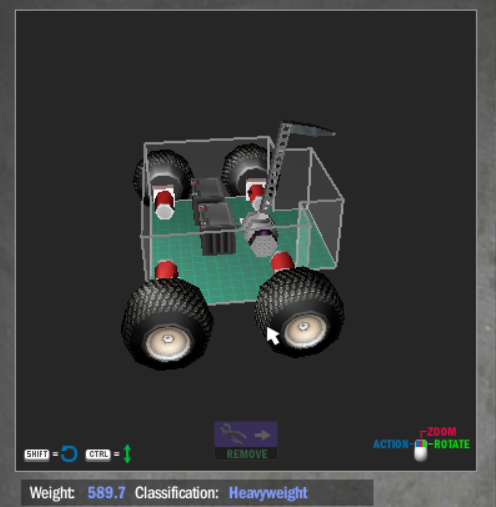 REMOVE
ZOOM
ACTION ROTATE
SHIFT = CTRL =
Weight: 589.7 Classification: Heavyweight